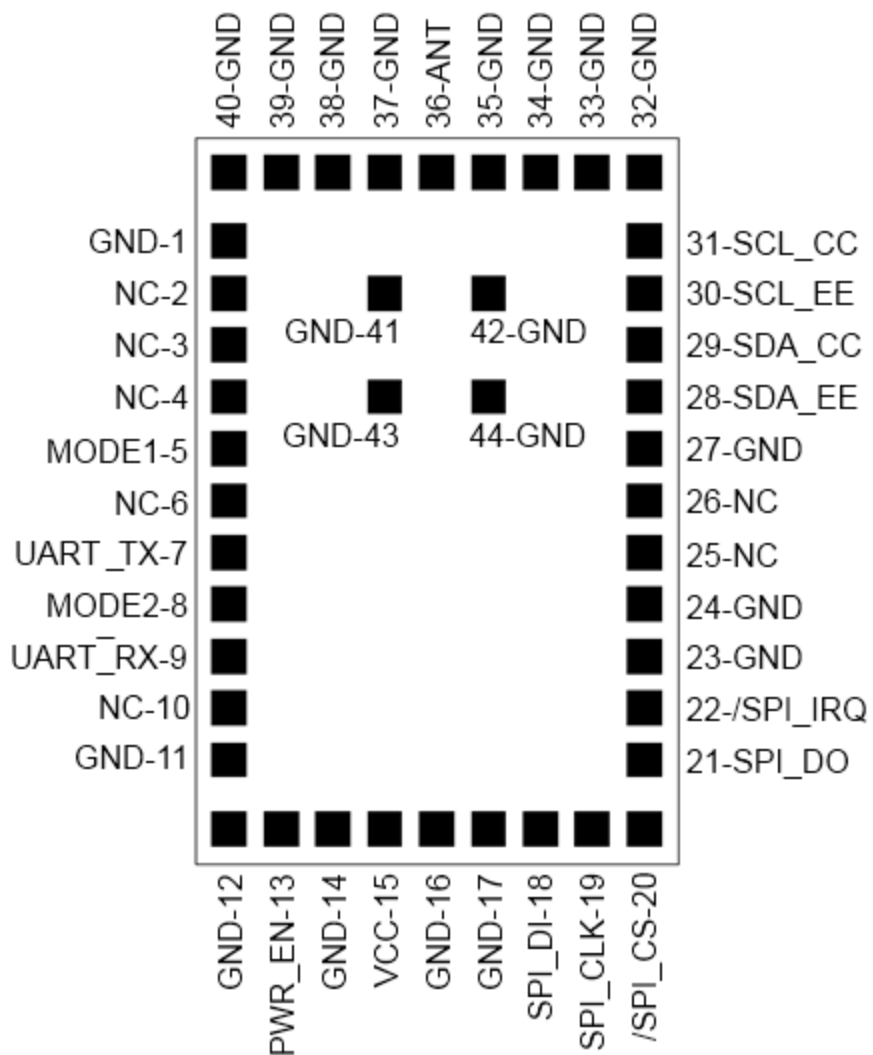 40-GND
39-GND
38-GND
37-GND
36-ANT
35-GND
34-GND
33-GND
32-GND
GND-1
31-SCL_CC
NC-2
30-SCL_EE
GND-41
42-GND
NC-3
29-SDA_CC
NC-4
28-SDA_EE
GND-43
44-GND
MODE1-5
27-GND
NC-6
26-NC
UART_TX-7
25-NC
MODE2-8
24-GND
UART_RX-9
23-GND
NC-10
22-/SPI_IRQ
GND-11
21-SPI_DO
GND-12
PWR_EN-13
GND-14
VCC-15
GND-16
GND-17
SPI_DI-18
SPI_CLK-19
/SPI_CS-20